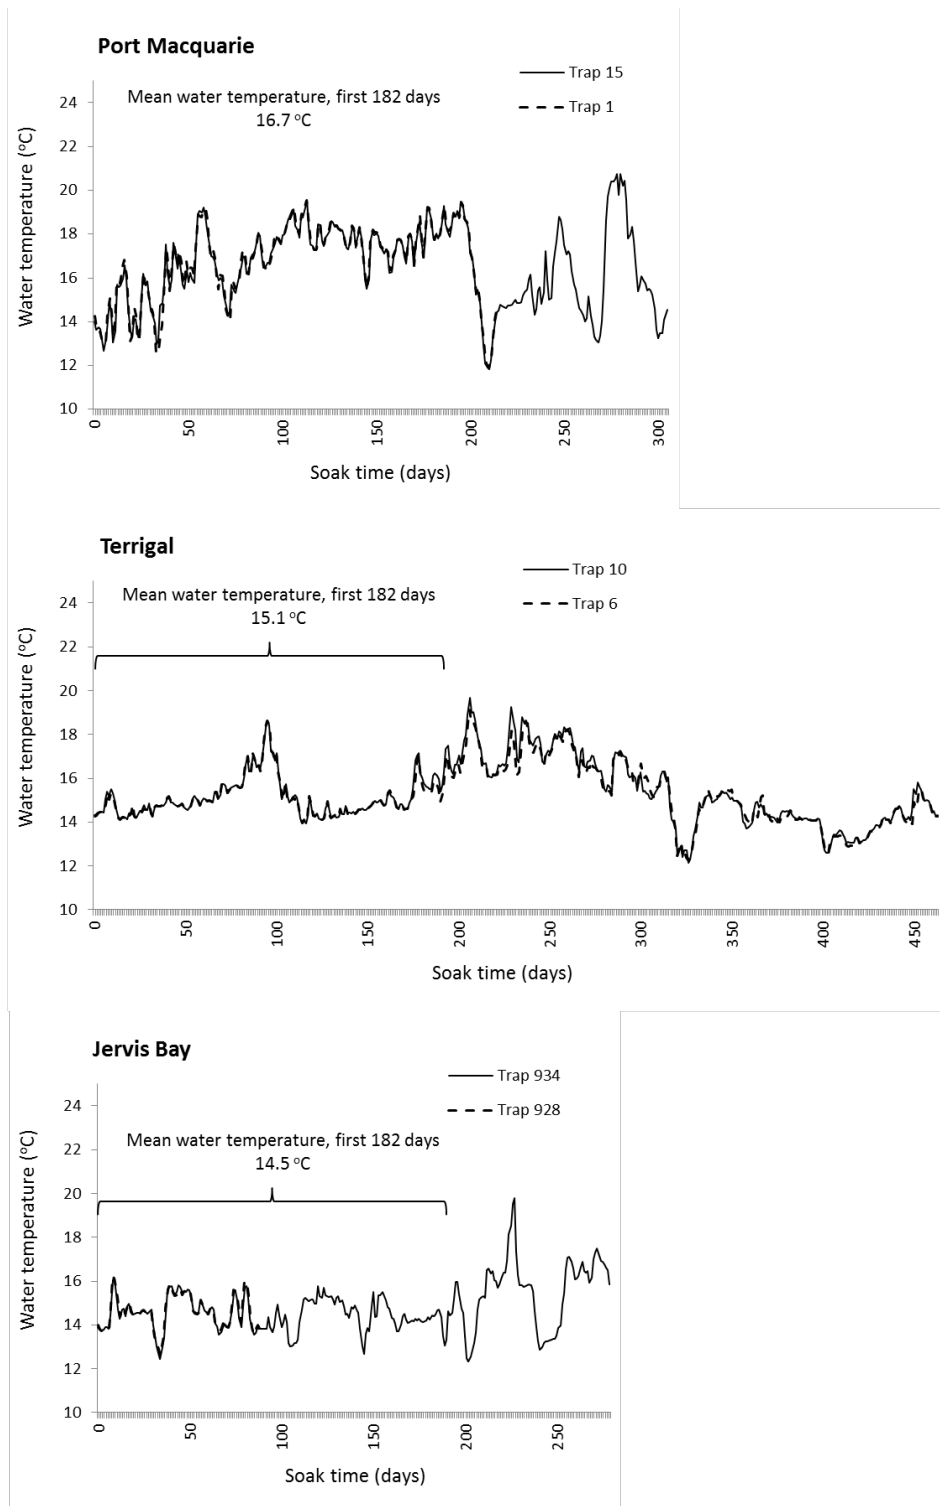 Port Macquarie
Trap 15
Trap 1
Mean water temperature, first 182 days
16.7 °C
Water temperature (°C)
24
22
20
18
16
14
12
10
0
50
100
150
200
250
300
Soak time (days)
Terrigal
Trap 10
Trap 6
Mean water temperature, first 182 days
15.1 °C
Water temperature (°C)
24
22
20
18
16
14
12
10
0
50
100
150
200
250
300
350
400
450
Soak time (days)
Jervis Bay
Trap 934
Trap 928
Mean water temperature, first 182 days
14.5 °C
Water temperature (°C)
24
22
20
18
16
14
12
10
0
50
100
150
200
250
Soak time (days)